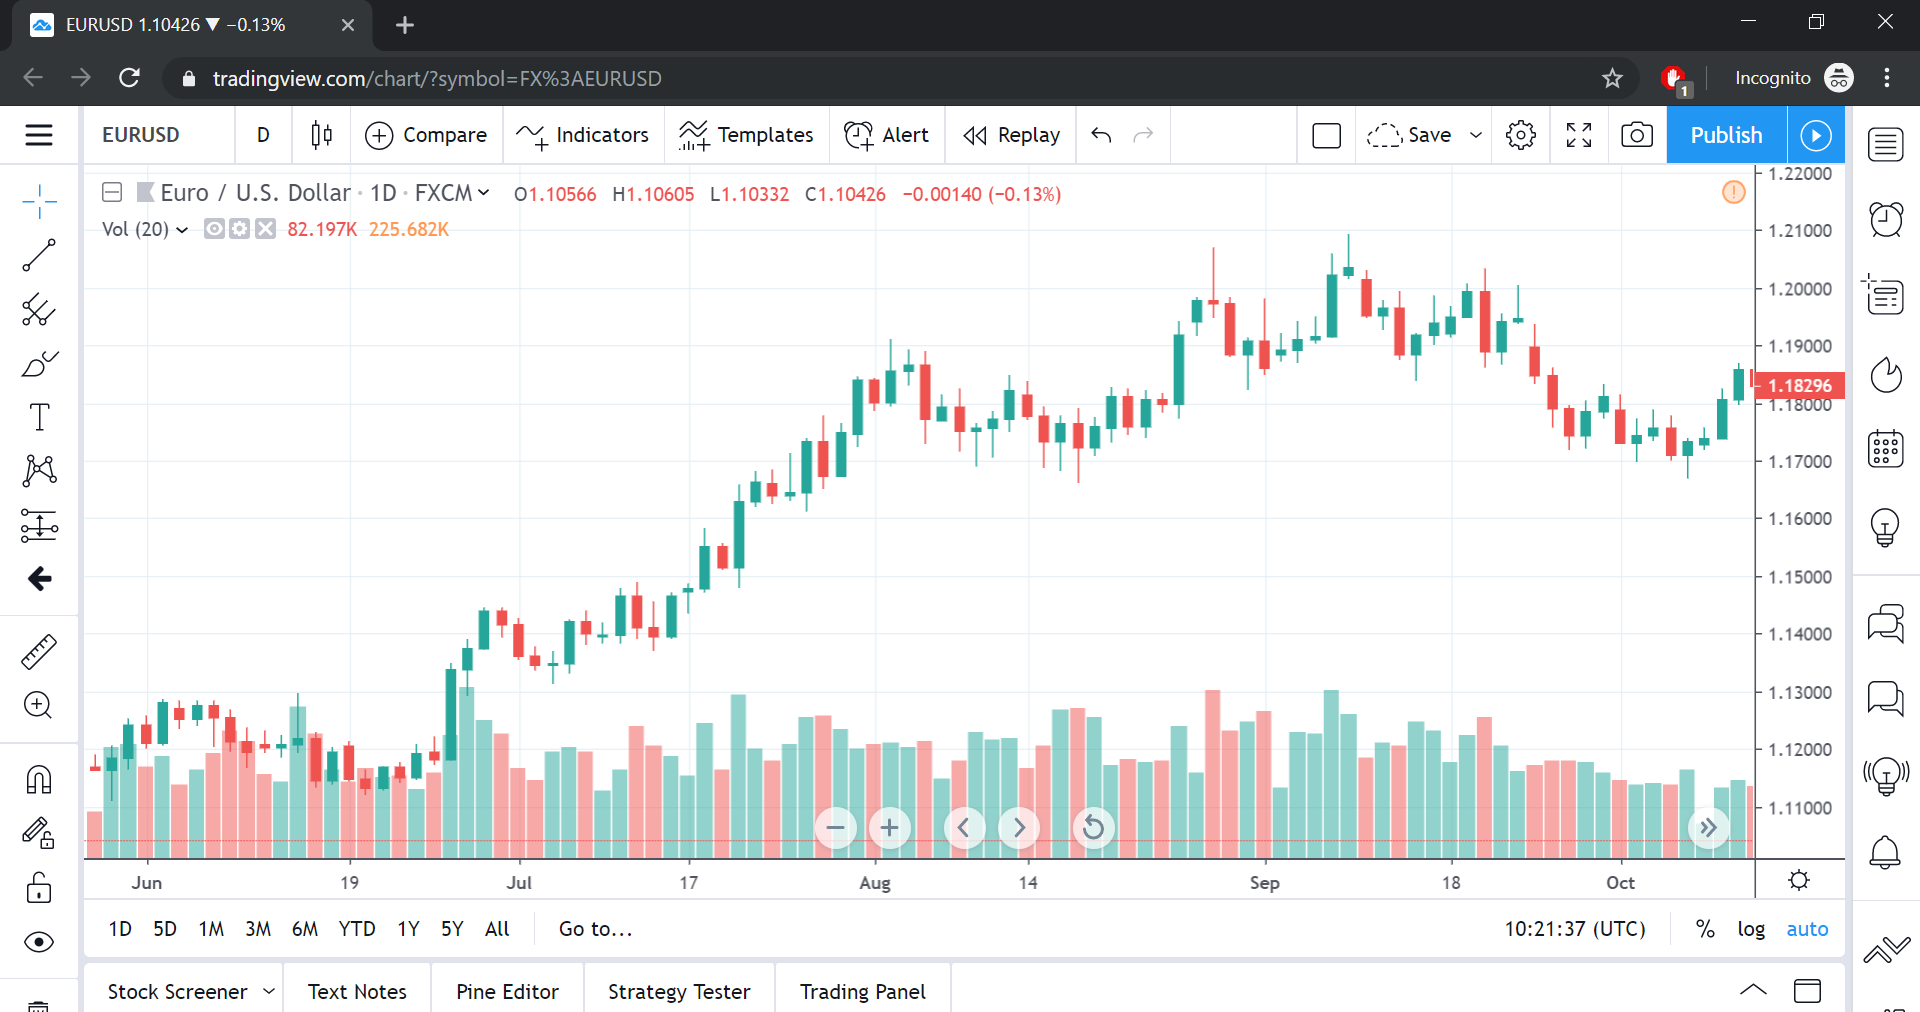 EURUSD 1.10426 ▼ −0.13%
tradingview.com/chart/?symbol=FX%3AEURUSD
1
Incognito
EURUSD D Compare Indicators Templates Alert Replay Save Publish
Euro / U.S. Dollar · 1D · FXCM O1.10566 H1.10605 L1.10332 C1.10426 −0.00140 (−0.13%)
Vol (20) 82.197K 225.682K
1.22000
1.21000
1.20000
1.19000
1.18296
1.18000
1.17000
1.16000
1.15000
1.14000
1.13000
1.12000
1.11000
Jun 19 Jul 17 Aug 14 Sep 18 Oct
1D 5D 1M 3M 6M YTD 1Y 5Y All Go to... 10:21:37 (UTC) % log auto
Stock Screener Text Notes Pine Editor Strategy Tester Trading Panel